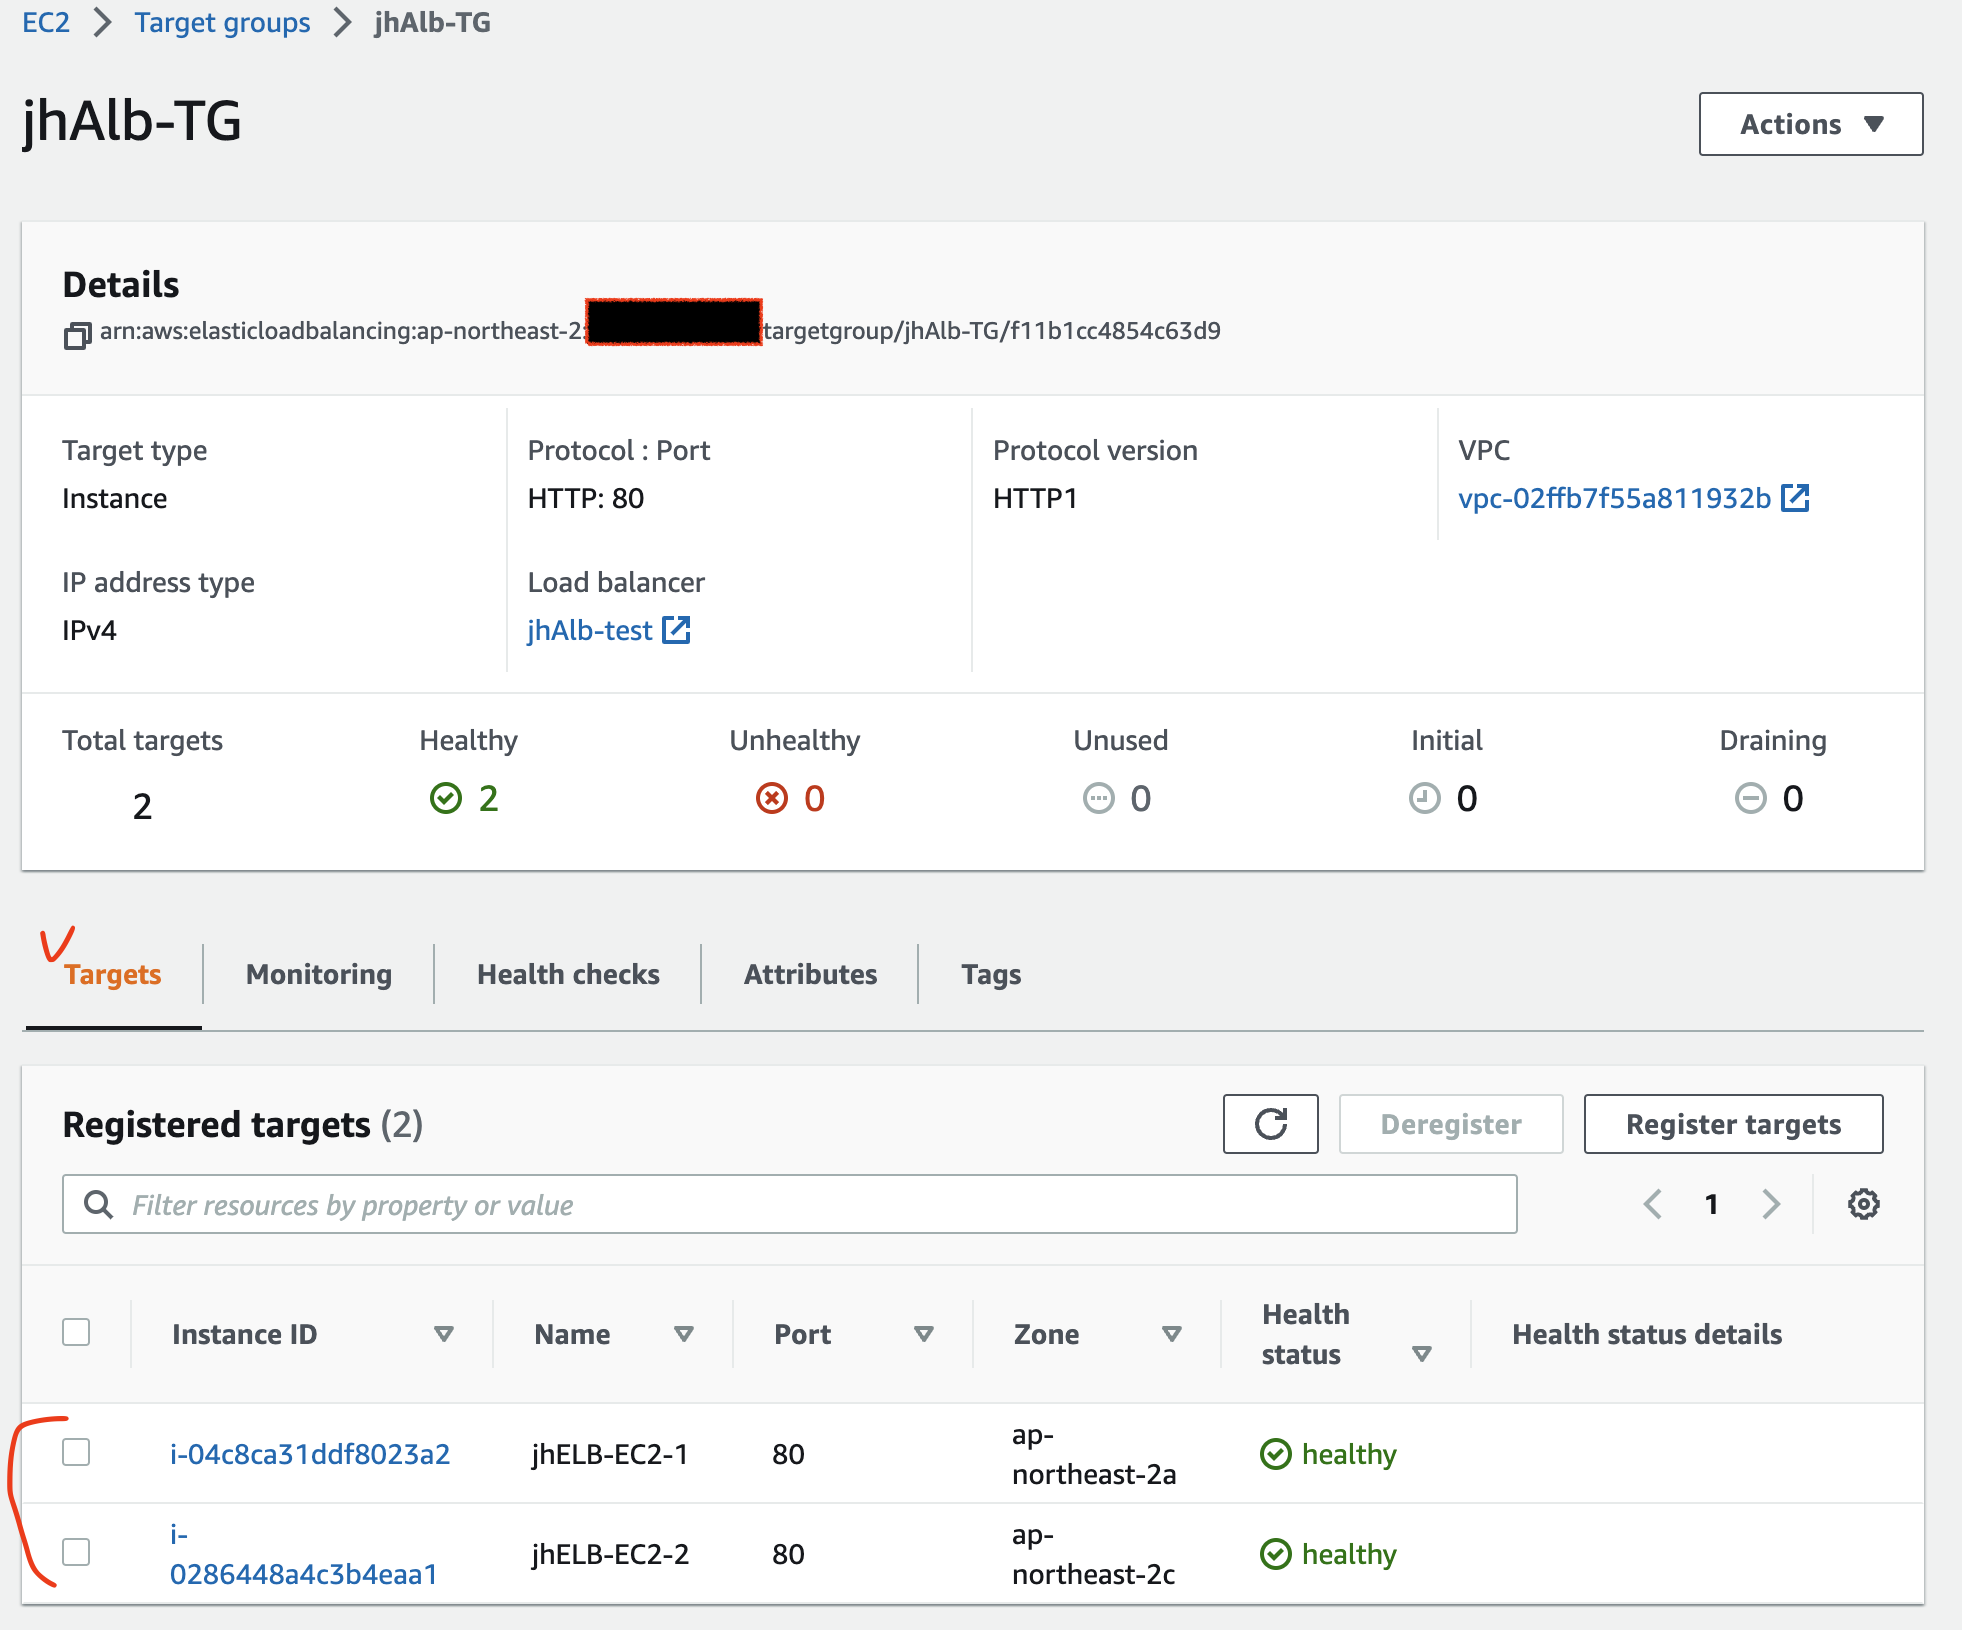 EC2 > Target groups > jhAlb-TG
jhAlb-TG
Actions
Details
arn:aws:elasticloadbalancing:ap-northeast-2: targetgroup/jhAlb-TG/f11b1cc4854c63d9
Target type
Instance
Protocol : Port
HTTP: 80
Protocol version
HTTP1
VPC
vpc-02ffb7f55a811932b
IP address type
IPv4
Load balancer
jhAlb-test
Total targets
2
Healthy
2
Unhealthy
0
Unused
0
Initial
0
Draining
0
Targets
Monitoring
Health checks
Attributes
Tags
Registered targets (2)
Deregister
Register targets
Filter resources by property or value
1
Instance ID
Name
Port
Zone
Health
status
Health status details
i-04c8ca31ddf8023a2
jhELB-EC2-1
80
ap-
northeast-2a
healthy
i-
0286448a4c3b4eaa1
jhELB-EC2-2
80
ap-
northeast-2c
healthy